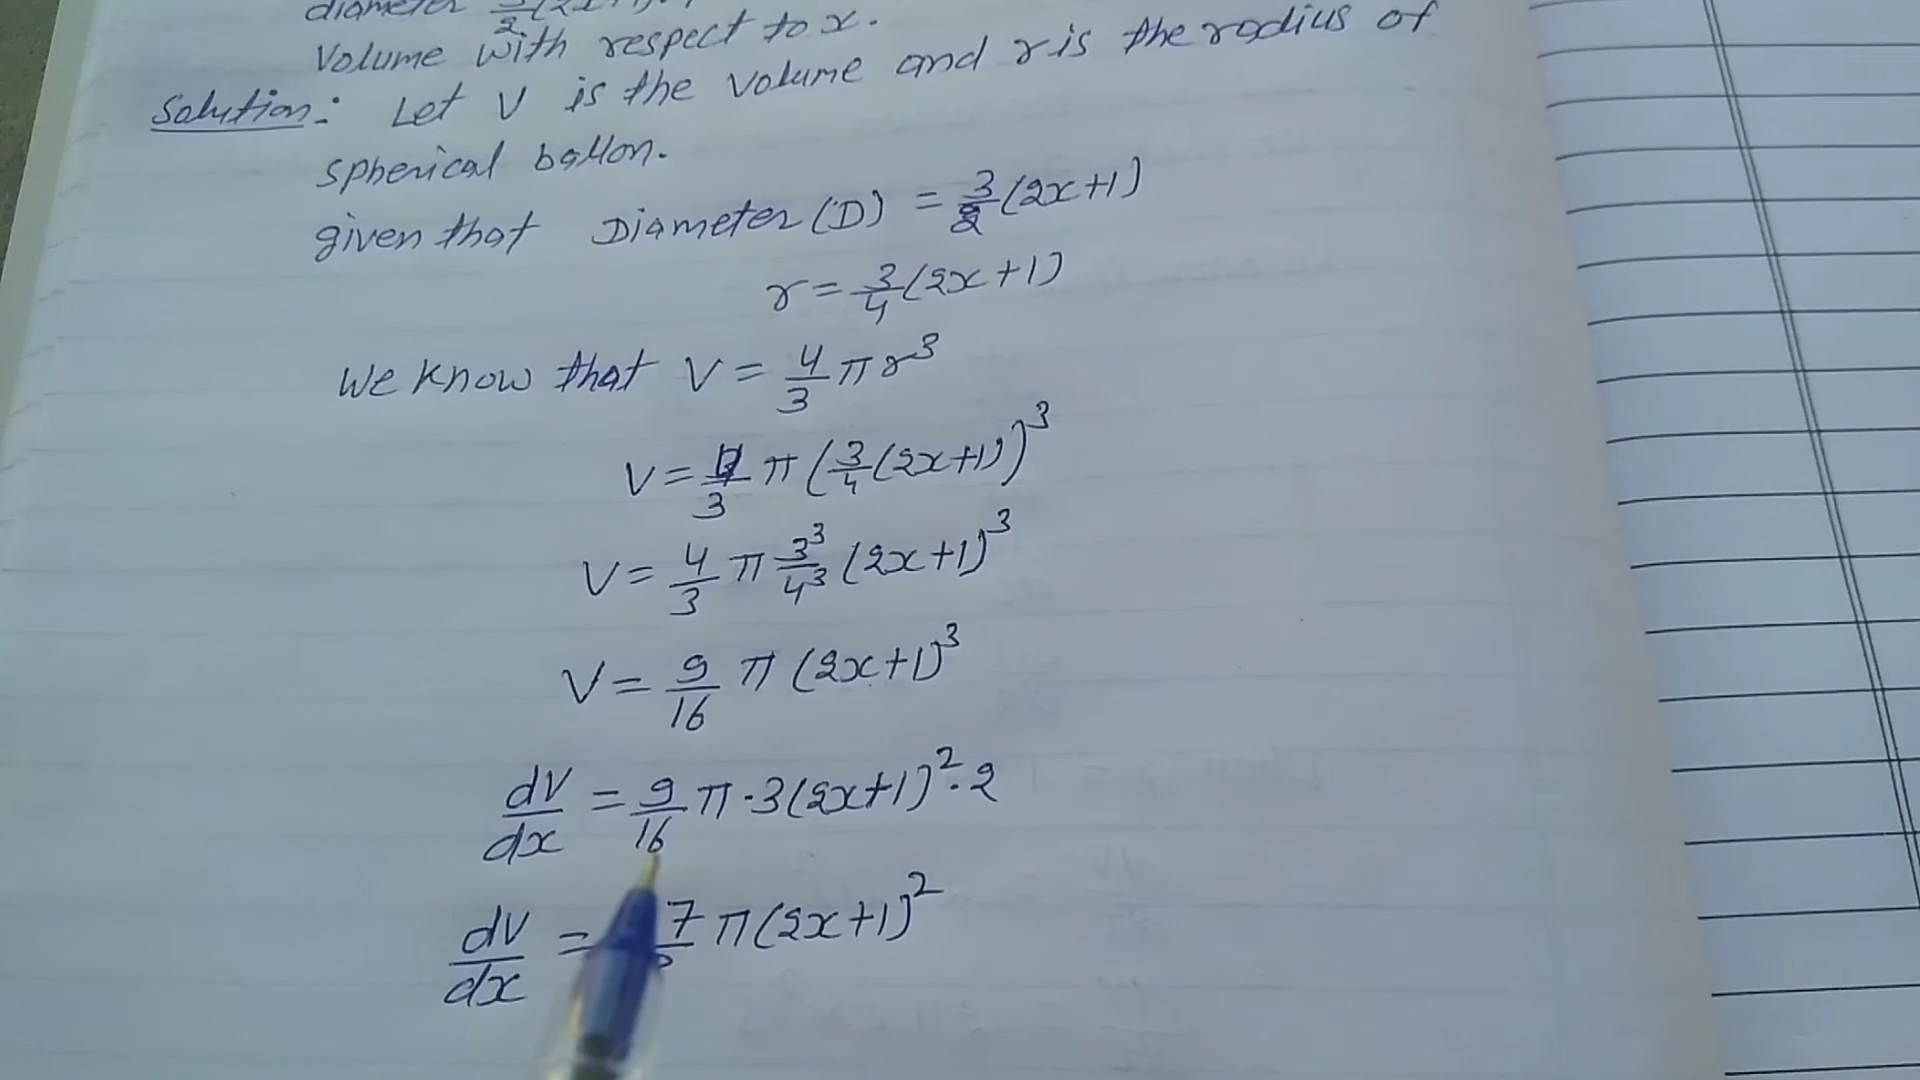 diameter
Volume with respect to x.
Solution: Let V is the volume and r is the radius of
spherical ballon.
given that Diameter (D) = 3/2 (2x+1)
r = 3/4 (2x+1)
We know that V = 4/3 π r³
V = 4/3 π (3/4 (2x+1))³
V = 4/3 π 3³/4³ (2x+1)³
V = 9/16 π (2x+1)³
dV/dx = 9/16 π · 3(2x+1)² · 2
dV/dx = 7 π (2x+1)²